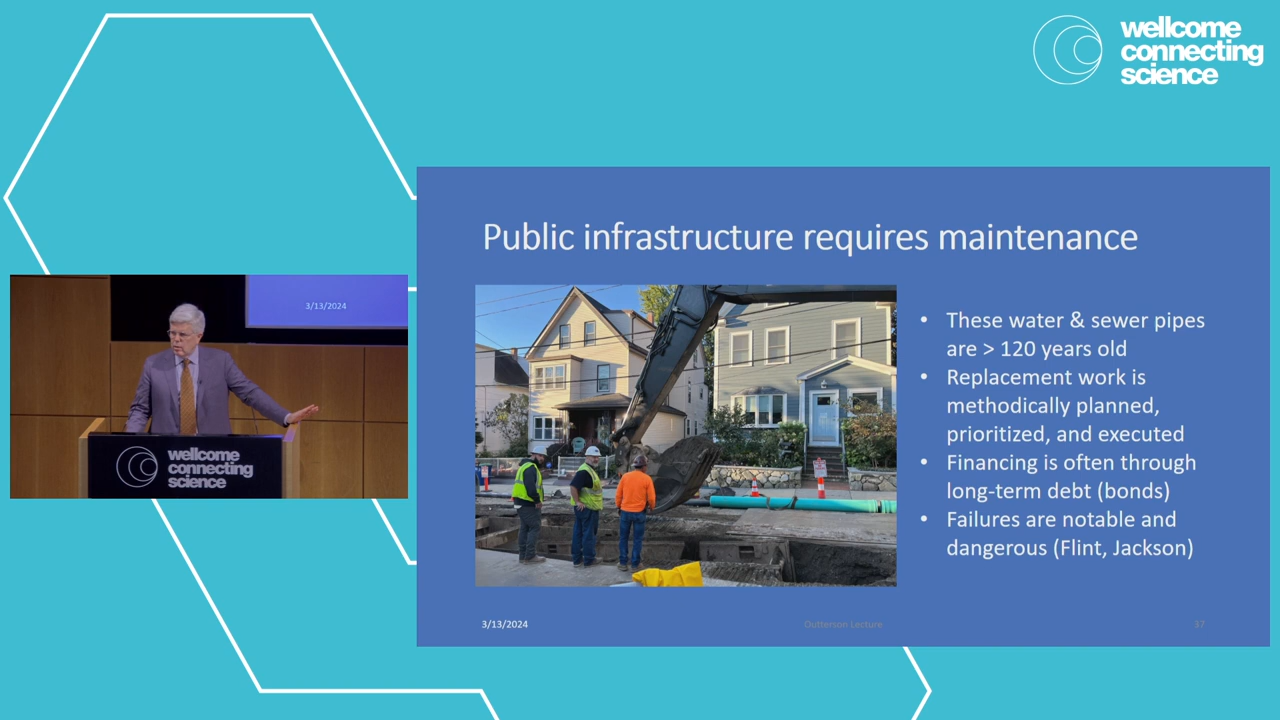 wellcome
connecting
science
3/13/2024
wellcome
connecting
science
Public infrastructure requires maintenance
• These water & sewer pipes
are > 120 years old
• Replacement work is
methodically planned,
prioritized, and executed
• Financing is often through
long-term debt (bonds)
• Failures are notable and
dangerous (Flint, Jackson)
3/13/2024
Outterson Lecture
37